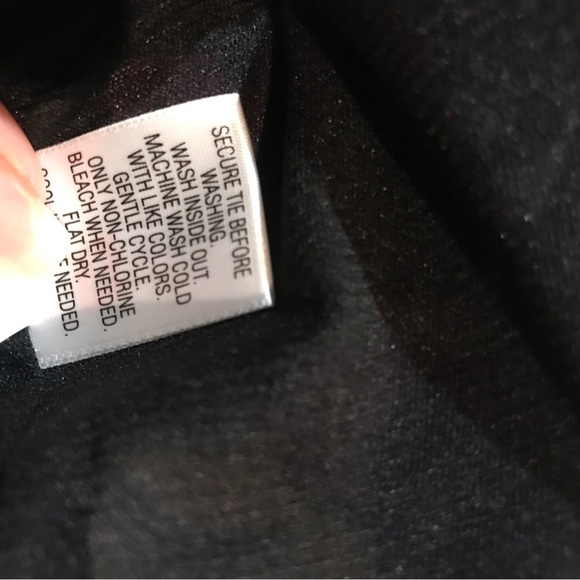 SECURE TIE BEFORE
WASHING.
WASH INSIDE OUT.
MACHINE WASH COLD
WITH LIKE COLORS.
GENTLE CYCLE.
ONLY NON-CHLORINE
BLEACH WHEN NEEDED.
FLAT DRY.
NEEDED.